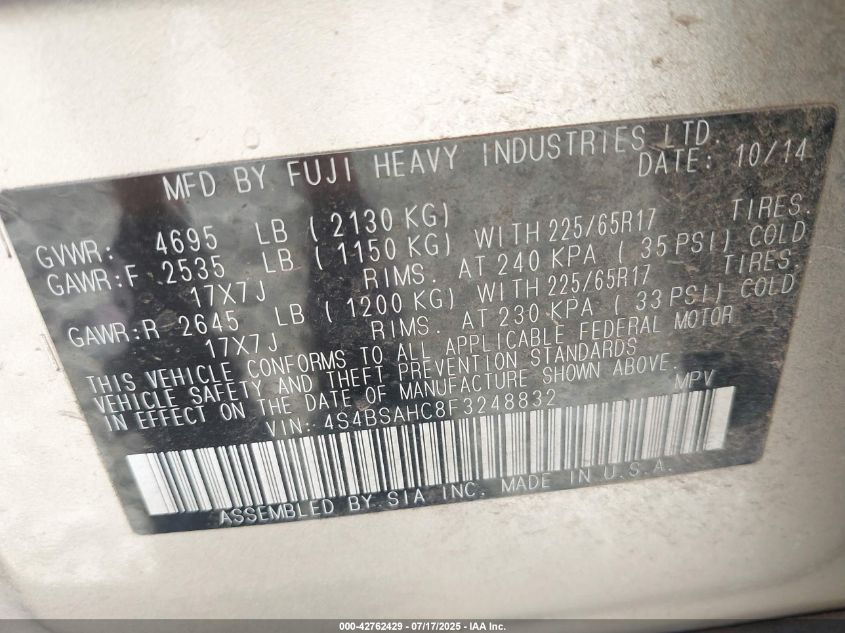 MFD BY FUJI HEAVY INDUSTRIES LTD.
DATE: 10/14
GVWR: 4695 LB ( 2130 KG)
GAWR:F 2535 LB ( 1150 KG) WITH 225/65R17 TIRES.
17X7J RIMS. AT 240 KPA ( 35 PSI) COLD
GAWR:R 2645 LB ( 1200 KG) WITH 225/65R17 TIRES.
17X7J RIMS. AT 230 KPA ( 33 PSI) COLD
THIS VEHICLE CONFORMS TO ALL APPLICABLE FEDERAL MOTOR
VEHICLE SAFETY AND THEFT PREVENTION STANDARDS
IN EFFECT ON THE DATE OF MANUFACTURE SHOWN ABOVE.
VIN: 4S4BSAHC8F3248832 MPV
ASSEMBLED BY SIA INC. MADE IN U.S.A.
000-42762429 - 07/17/2025 - IAA Inc.